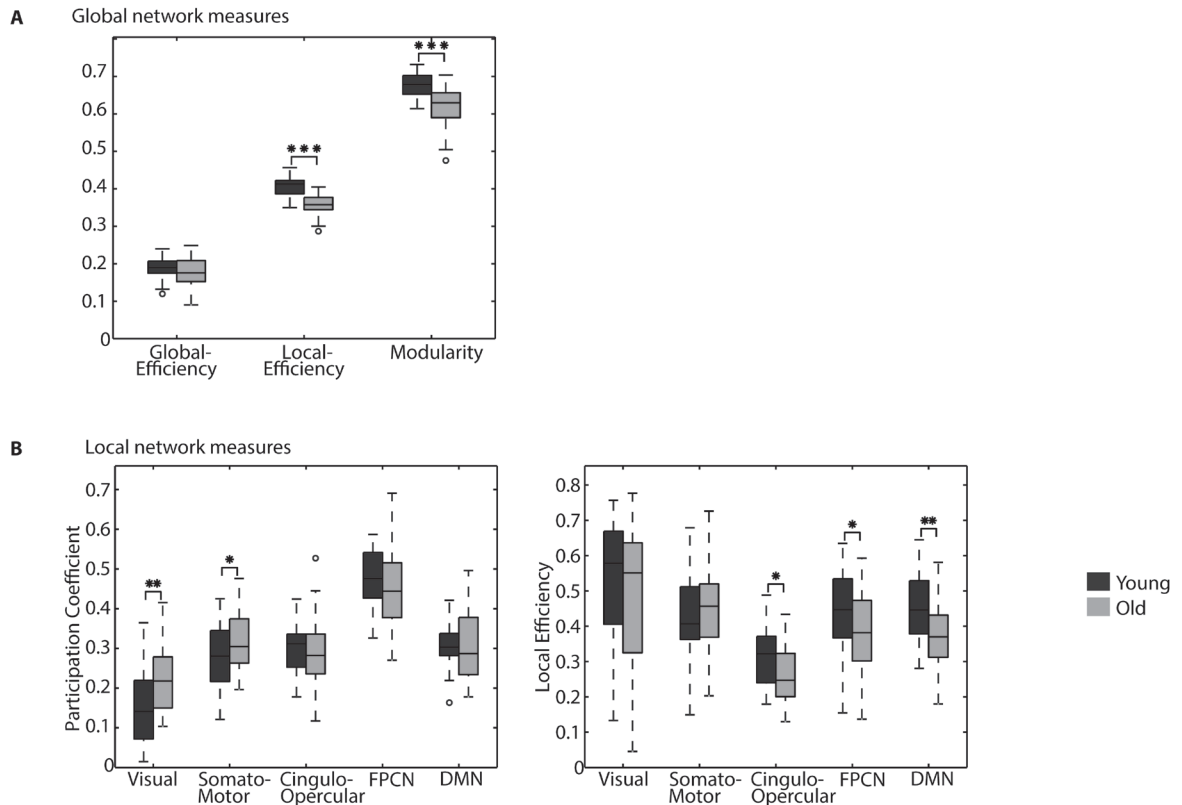 A
Global network measures
***
0.7
0.6
0.5
***
0.4
0.3
0.2
0.1
0
Global-
Efficiency
Local-
Efficiency
Modularity
B
Local network measures
Participation Coefficient
0.7
0.6
0.5
0.4
0.3
0.2
0.1
0
**
*
Visual
Somato-
Motor
Cingulo-
Opercular
FPCN
DMN
Local Efficiency
0.8
0.7
0.6
0.5
0.4
0.3
0.2
0.1
0
*
*
**
Visual
Somato-
Motor
Cingulo-
Opercular
FPCN
DMN
Young
Old